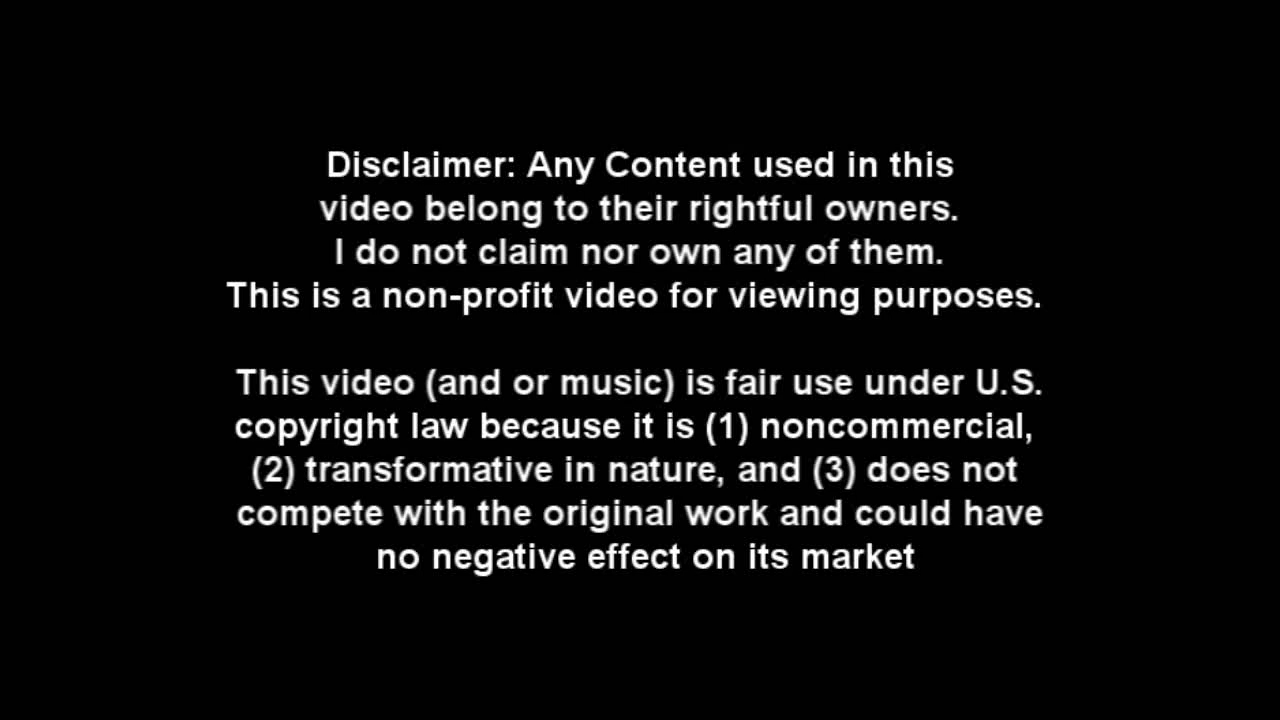 Disclaimer: Any Content used in this
video belong to their rightful owners.
I do not claim nor own any of them.
This is a non-profit video for viewing purposes.
This video (and or music) is fair use under U.S.
copyright law because it is (1) noncommercial,
(2) transformative in nature, and (3) does not
compete with the original work and could have
no negative effect on its market